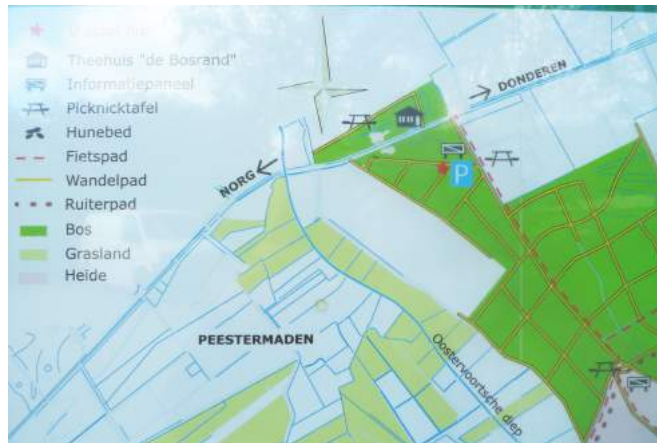 Theehuis "de Bosrand"
Informatiepaneel
Picknicktafel
Hunebed
Fietspad
Wandelpad
Ruiterpad
Bos
Grasland
Heide
DONDEREN
NORG
P
PEESTERMADEN
Oostervoortsche diep